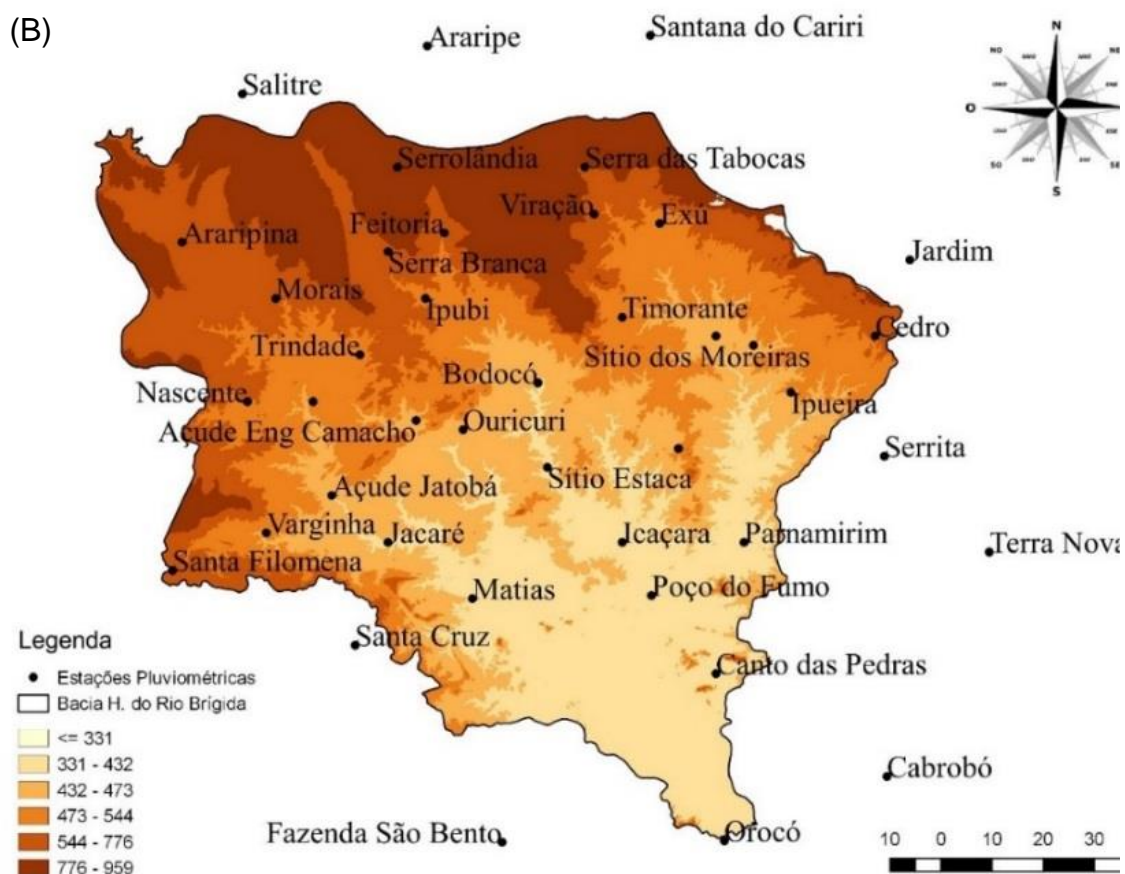 (B)
Araripe
Santana do Cariri
N
Salitre
O
SO
S
Serrolândia
Serra das Tabocas
Viração
Exú
Feitoria
Araripina
Serra Branca
Jardim
Morais
Ipubi
Timorante
Cedro
Trindade
Sítio dos Moreiras
Bodocó
Nascente
Ipueira
Açude Eng Camacho
Ouricuri
Serrita
Sítio Estaca
Açude Jatobá
Varginha
Jacaré
Icaçara
Parnamirim
Terra Nova
Santa Filomena
Matias
Poço do Fumo
Legenda
Santa Cruz
Estações Pluviométricas
Canto das Pedras
Bacia H. do Rio Brígida
<= 331
331 - 432
Cabrobó
432 - 473
473 - 544
Fazenda São Bento
Orocó
544 - 776
10 0 10 20 30
776 - 959